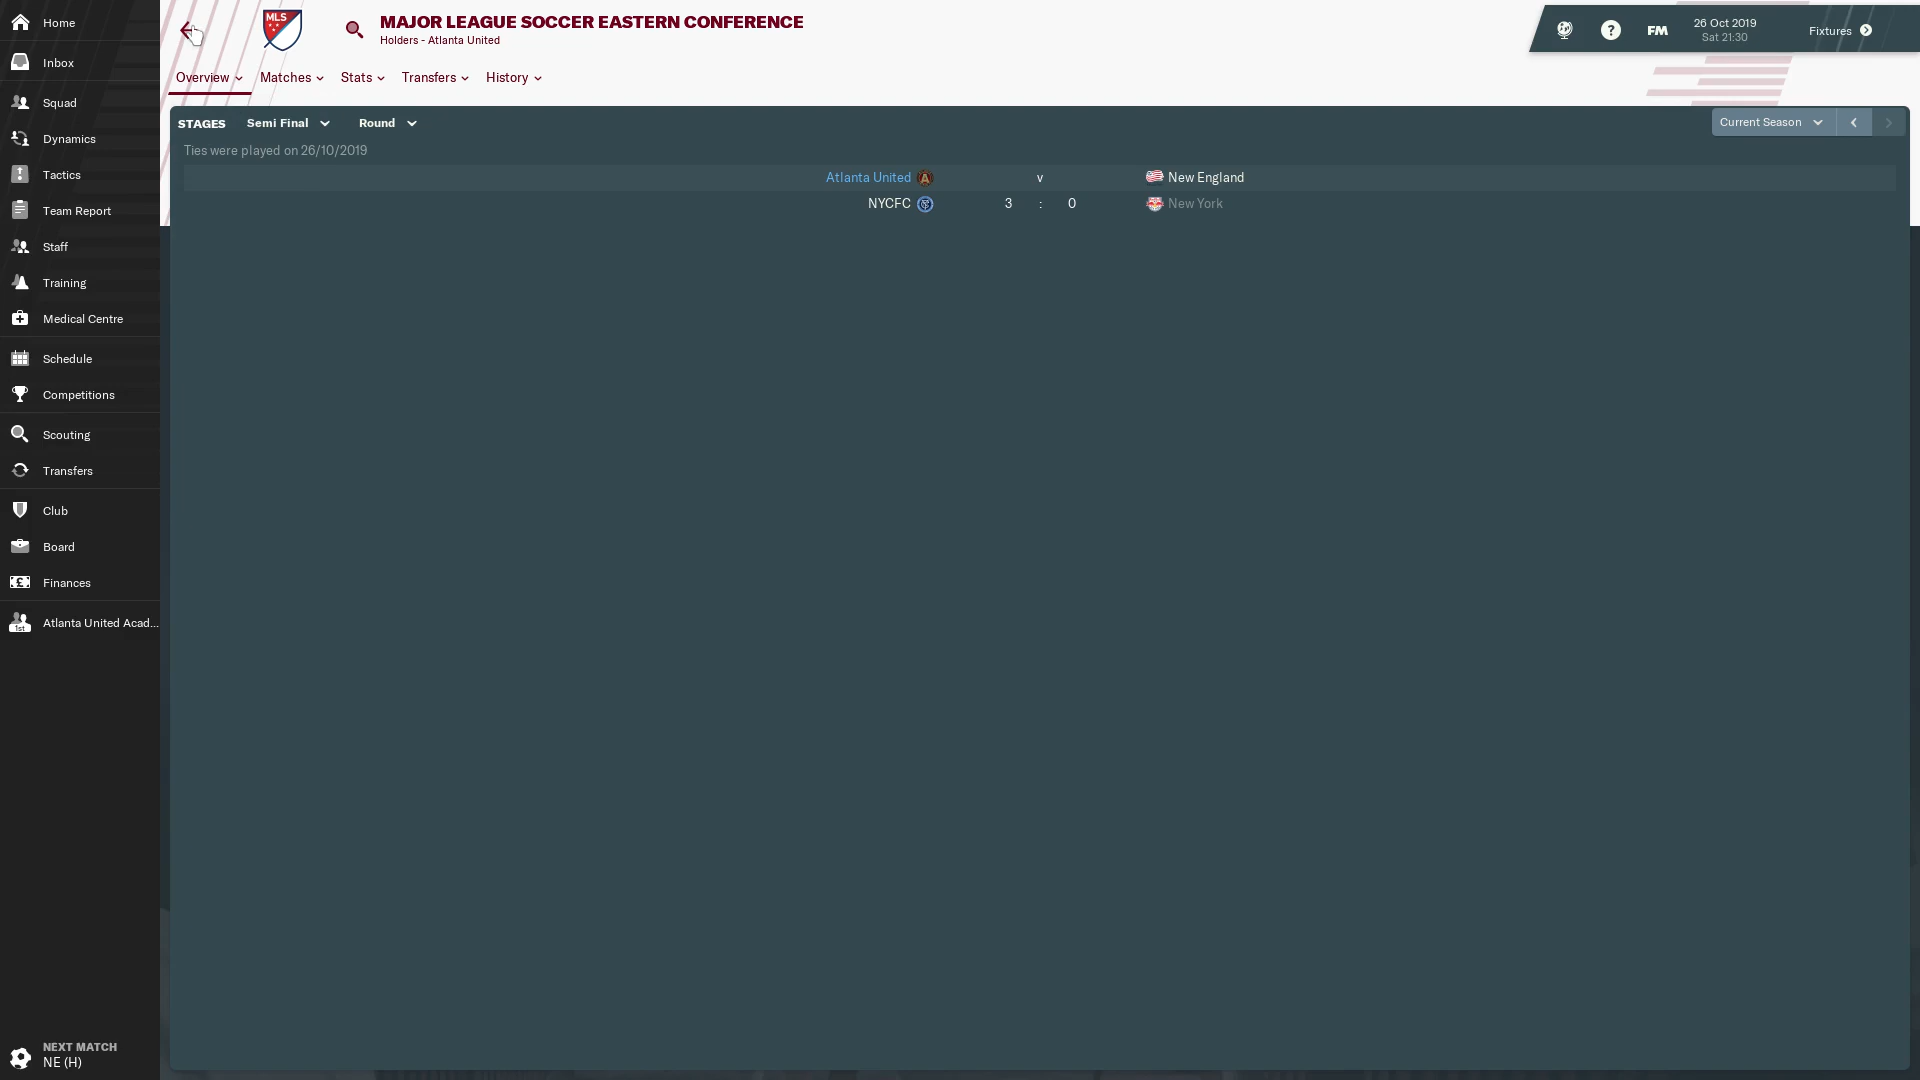 Home
Inbox
Squad
Dynamics
Tactics
Team Report
Staff
Training
Medical Centre
Schedule
Competitions
Scouting
Transfers
Club
Board
Finances
1st
Atlanta United Acad...
NEXT MATCH
NE (H)
MLS
MAJOR LEAGUE SOCCER EASTERN CONFERENCE
Holders - Atlanta United
? FM
26 Oct 2019
Sat 21:30
Fixtures
Overview Matches Stats Transfers History
STAGES Semi Final Round
Current Season
Ties were played on 26/10/2019
Atlanta United v New England
NYCFC 3 : 0 New York